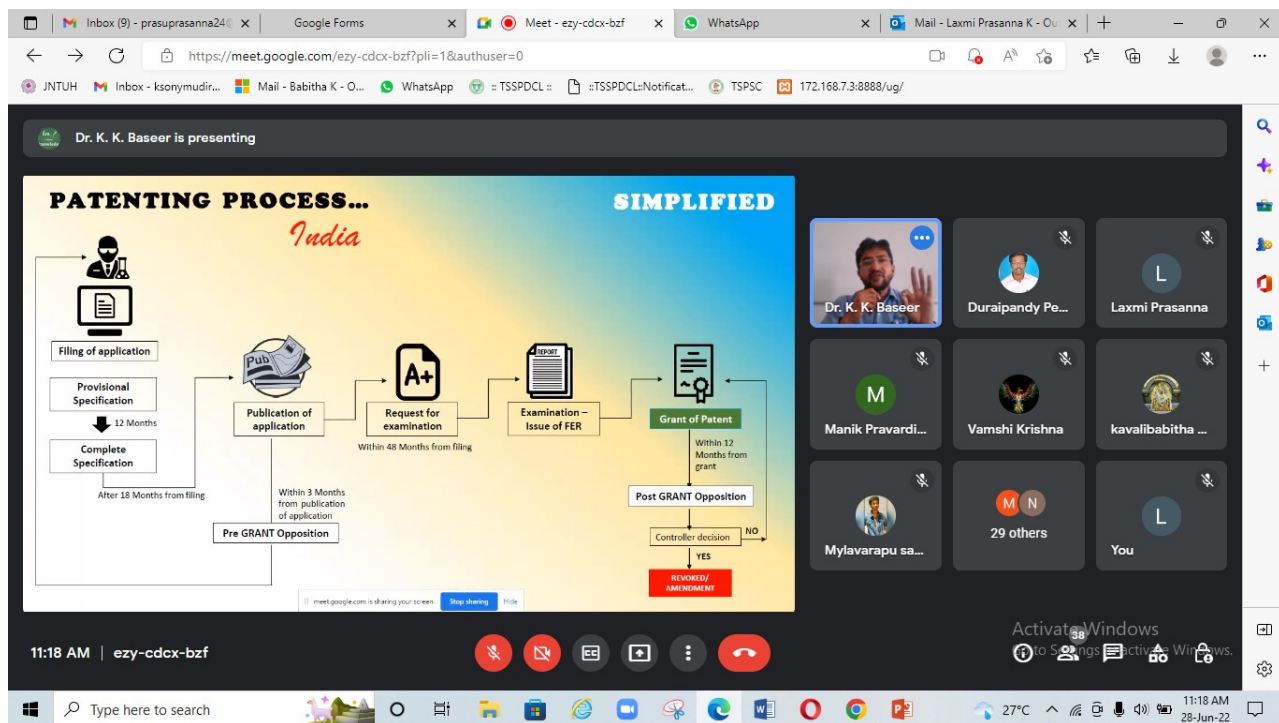 Inbox (9) - prasuprasanna24
Google Forms
Meet - ezy-cdcx-bzf
WhatsApp
Mail - Laxmi Prasanna K - Ou
https://meet.google.com/ezy-cdcx-bzf?pli=1&authuser=0
JNTUH
Inbox - ksonymudir...
Mail - Babitha K - O...
WhatsApp
:: TSSPDCL ::
::TSSPDCL::Notificat...
TSPSC
172.168.7.3:8888/ug/
Dr. K. K. Baseer is presenting
PATENTING PROCESS...
SIMPLIFIED
India
Filing of application
Provisional
Specification
12 Months
Complete
Specification
After 18 Months from filing
Pub
Publication of
application
Within 3 Months
from publication
of application
Pre GRANT Opposition
A+
Request for
examination
Within 48 Months from filing
REPORT
Examination –
Issue of FER
Grant of Patent
Within 12
Months from
grant
Post GRANT Opposition
Controller decision
NO
YES
REVOKED/
AMENDMENT
meet.google.com is sharing your screen.
Stop sharing
Hide
Dr. K. K. Baseer
Duraipandy Pe...
L
Laxmi Prasanna
M
Manik Pravardi...
Vamshi Krishna
kavalibabitha ...
Mylavarapu sa...
M N
29 others
L
You
11:18 AM | ezy-cdcx-bzf
CC
38
Activate Windows
Type here to search
27°C
11:18 AM
28-Jun-22